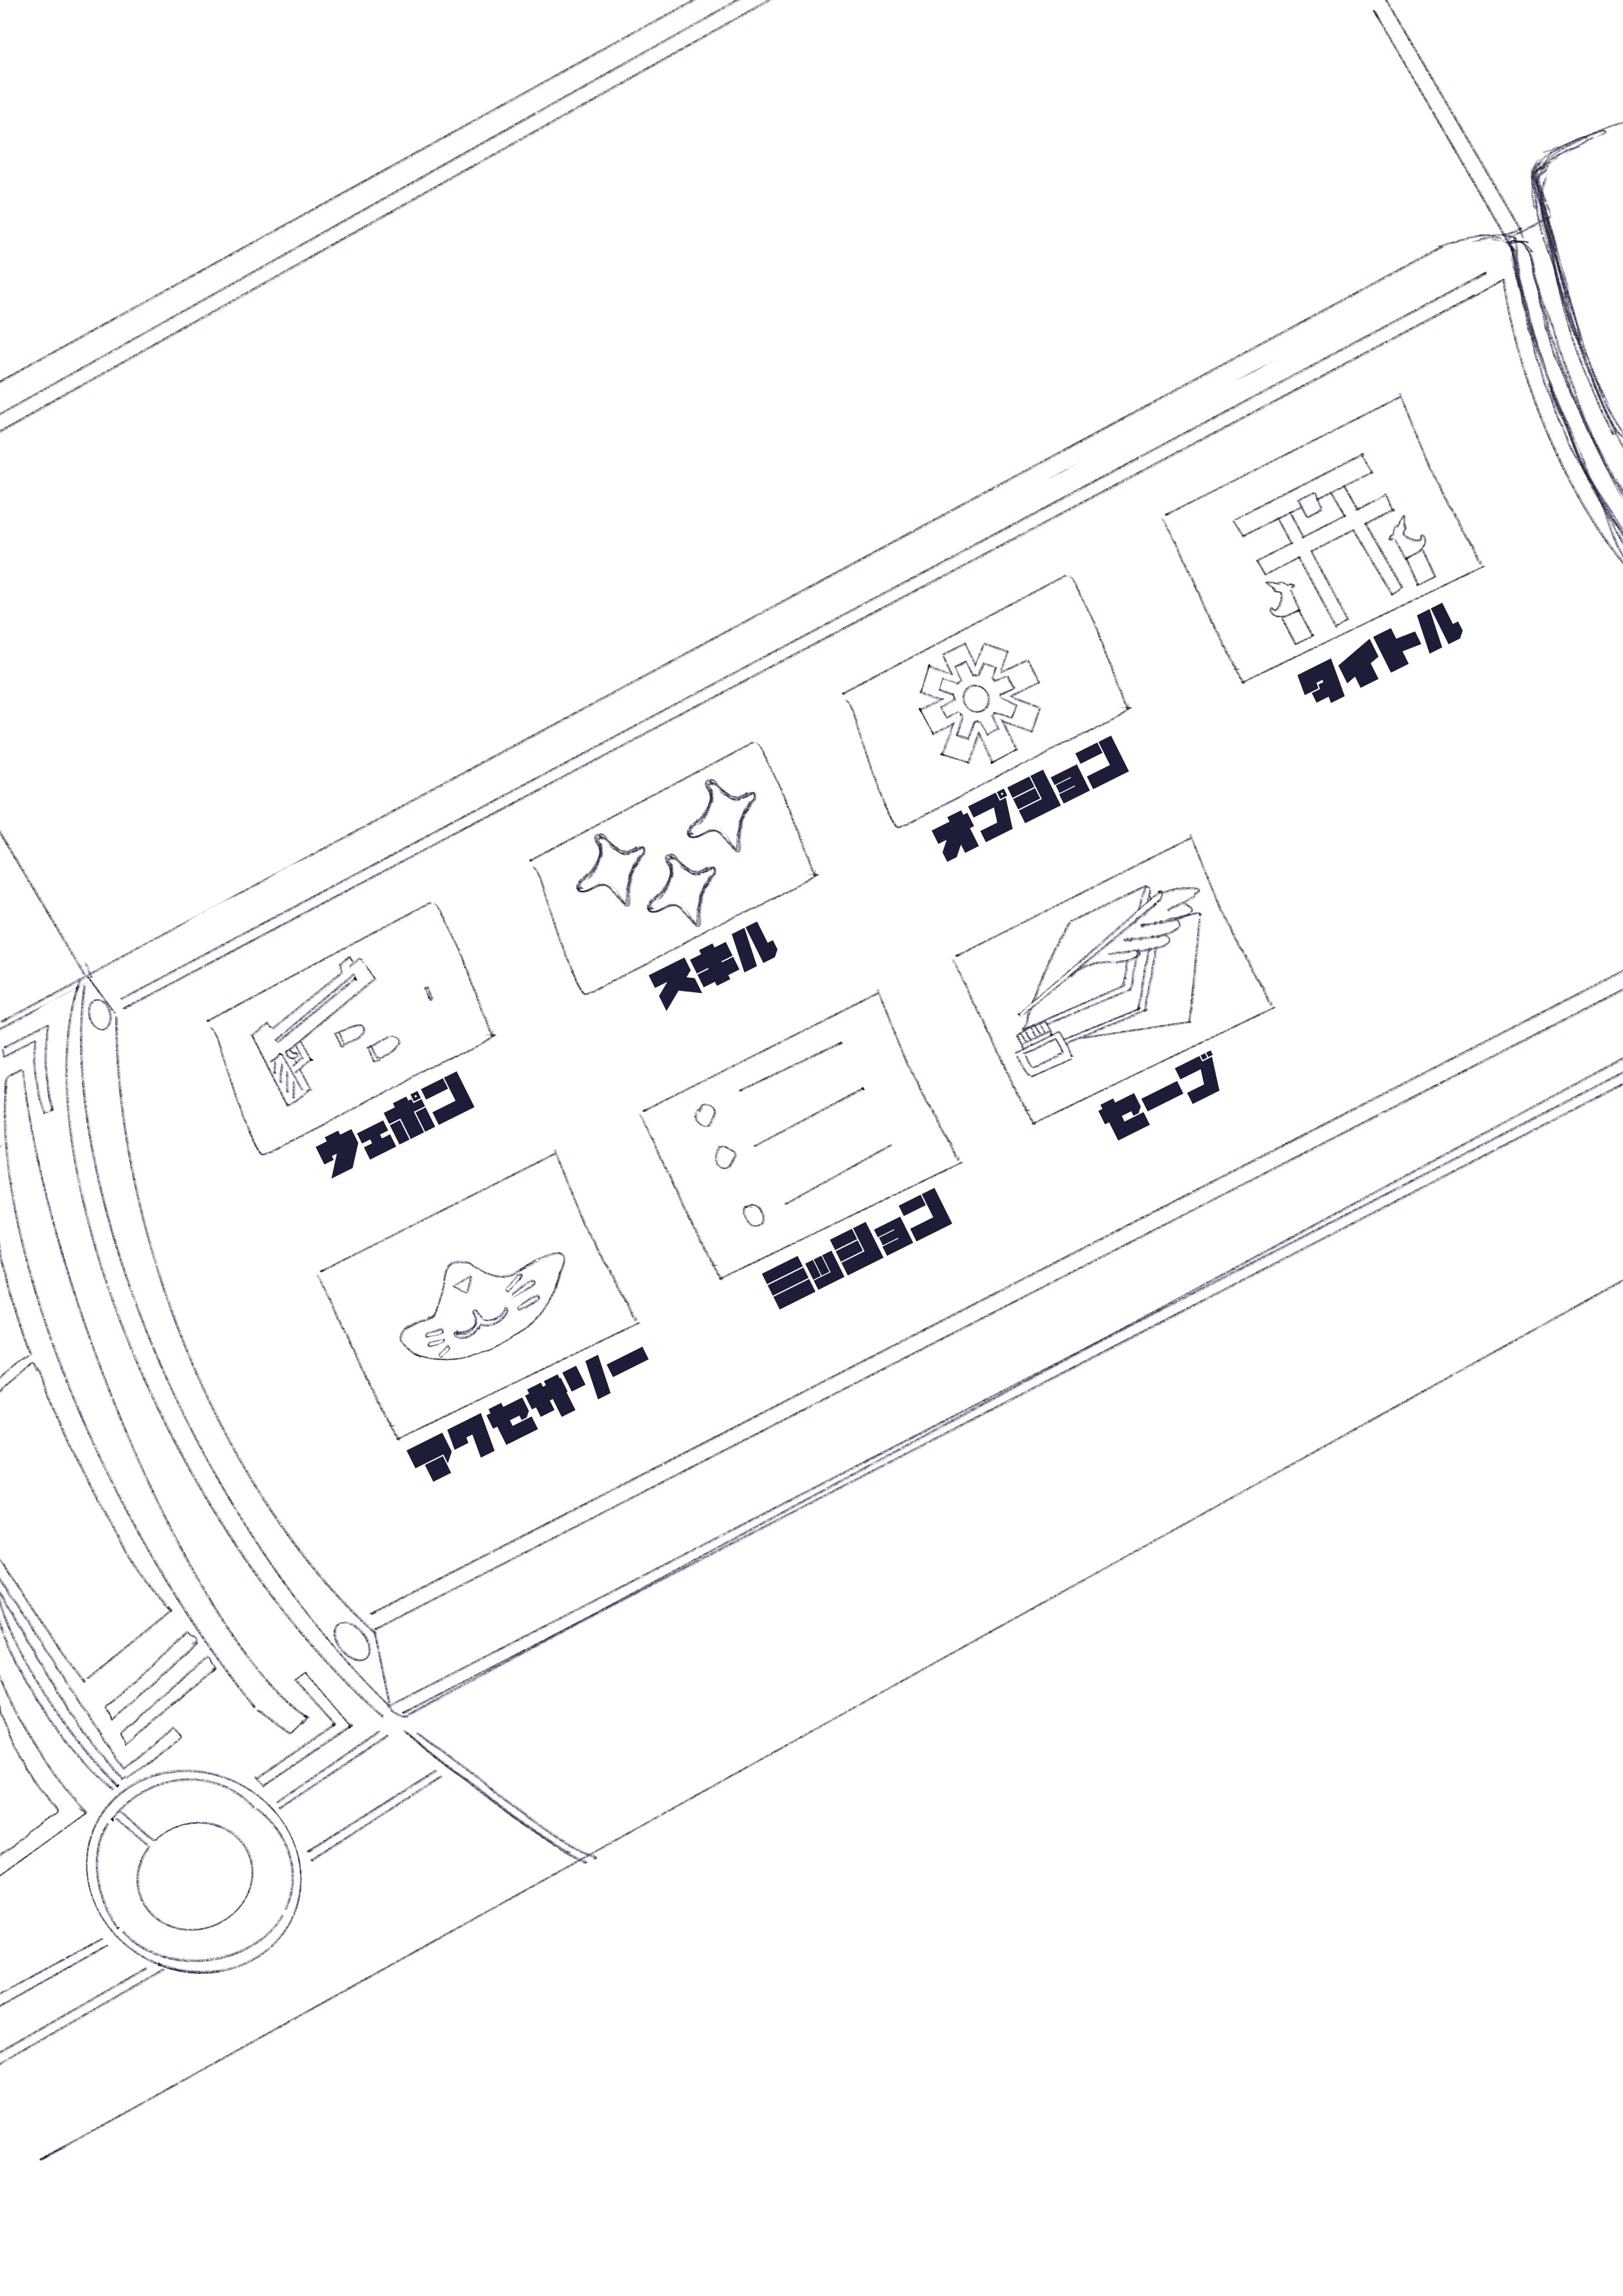 ウェポン
スキル
オプション
タイトル
アクセサリー
ミッション
セーブ